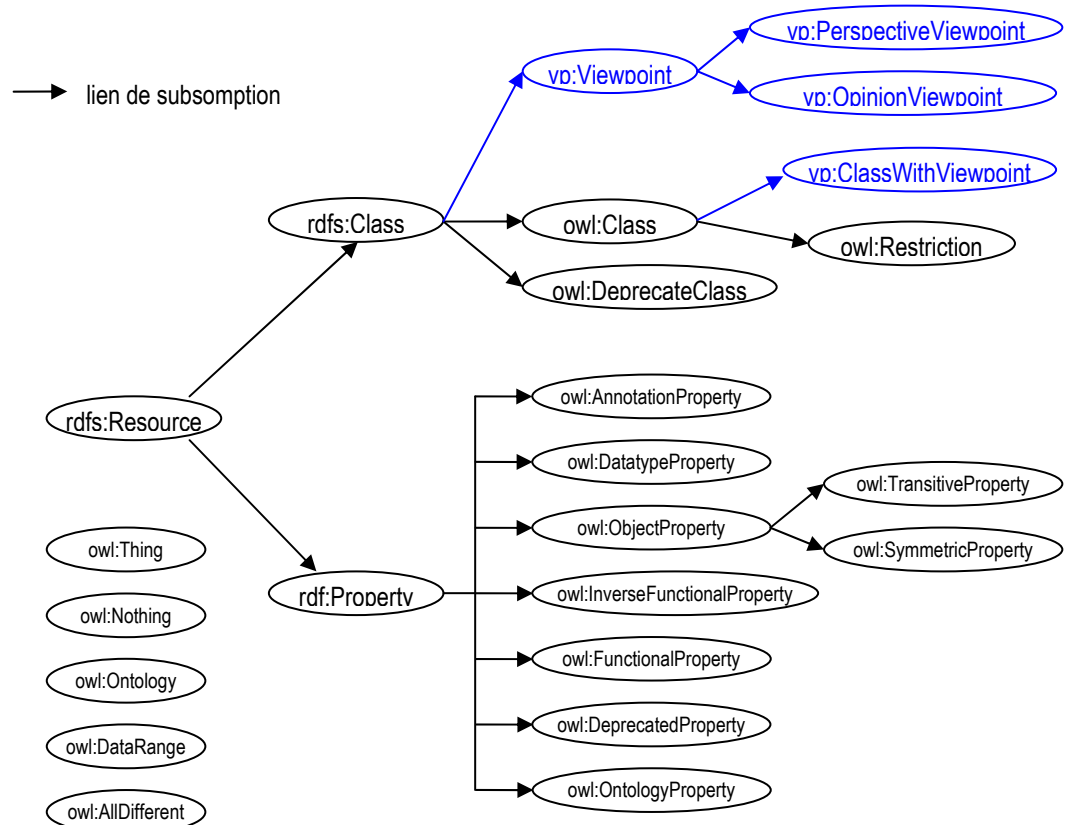 vp:PerspectiveViewpoint
vp:Viewpoint
lien de subsomption
vp:OpinionViewpoint
vp:ClassWithViewpoint
rdfs:Class
owl:Class
owl:Restriction
owl:DeprecateClass
owl:AnnotationProperty
rdfs:Resource
owl:DatatypeProperty
owl:TransitiveProperty
owl:ObjectProperty
owl:Thing
owl:SymmetricProperty
rdf:Property
owl:InverseFunctionalProperty
owl:Nothing
owl:FunctionalProperty
owl:Ontology
owl:DeprecatedProperty
owl:DataRange
owl:OntologyProperty
owl:AllDifferent